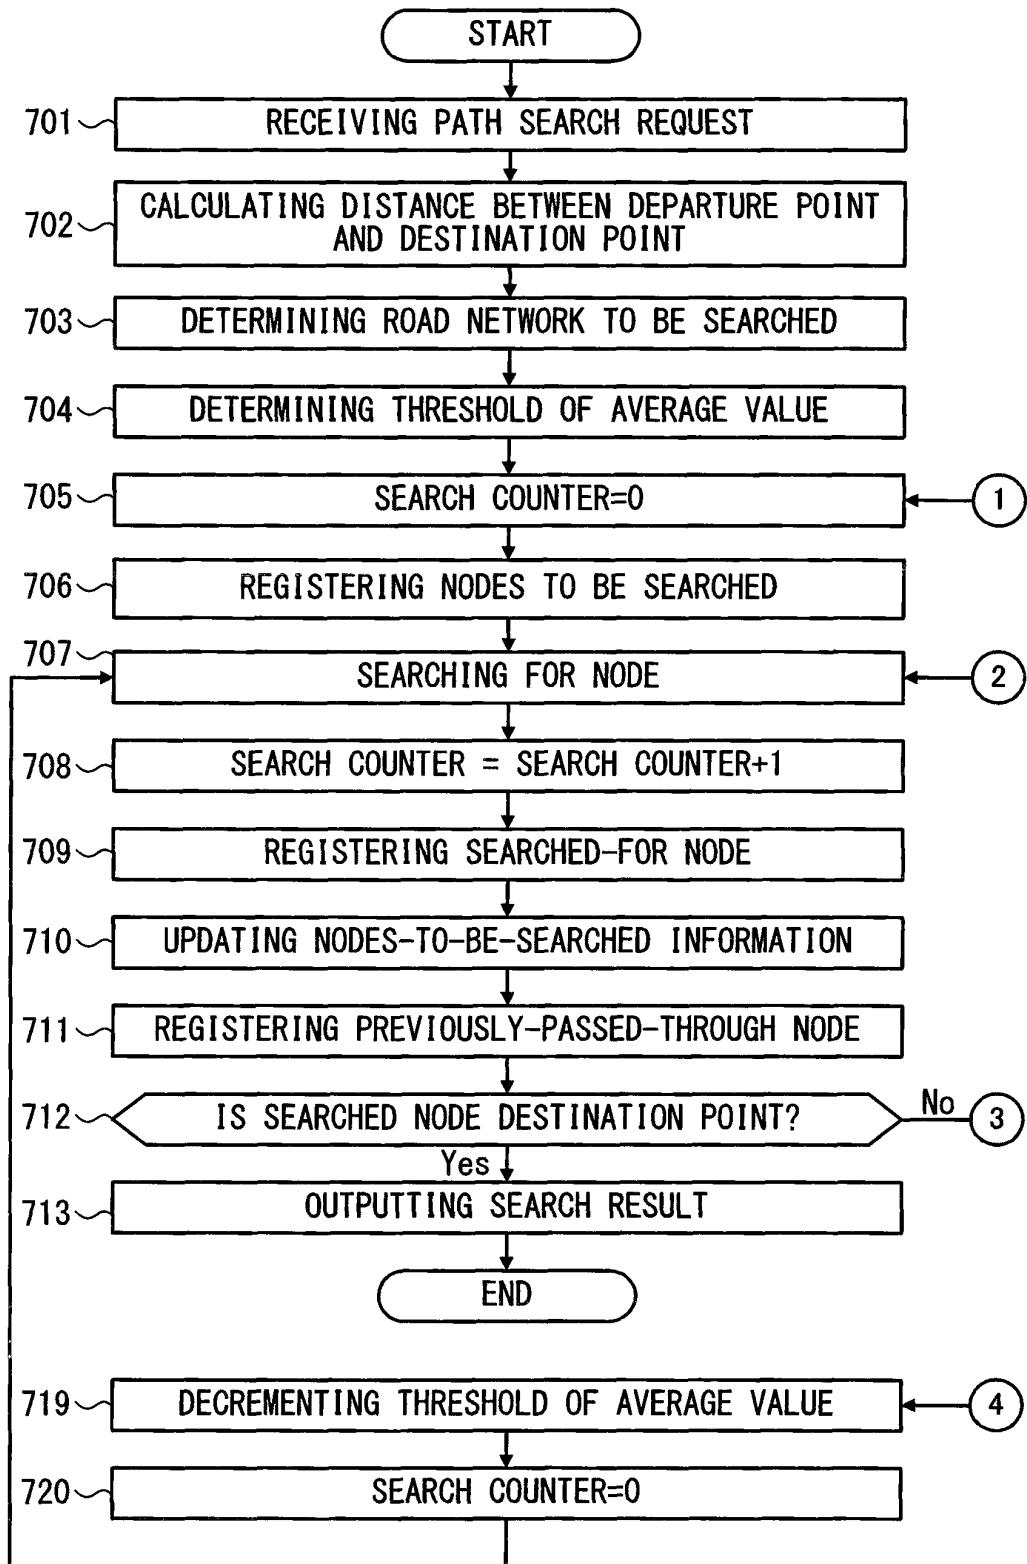 START
701
RECEIVING PATH SEARCH REQUEST
702
CALCULATING DISTANCE BETWEEN DEPARTURE POINT
AND DESTINATION POINT
703
DETERMINING ROAD NETWORK TO BE SEARCHED
704
DETERMINING THRESHOLD OF AVERAGE VALUE
705
SEARCH COUNTER=0
1
706
REGISTERING NODES TO BE SEARCHED
707
SEARCHING FOR NODE
2
708
SEARCH COUNTER = SEARCH COUNTER+1
709
REGISTERING SEARCHED-FOR NODE
710
UPDATING NODES-TO-BE-SEARCHED INFORMATION
711
REGISTERING PREVIOUSLY-PASSED-THROUGH NODE
712
IS SEARCHED NODE DESTINATION POINT?
No
3
Yes
713
OUTPUTTING SEARCH RESULT
END
719
DECREMENTING THRESHOLD OF AVERAGE VALUE
4
720
SEARCH COUNTER=0